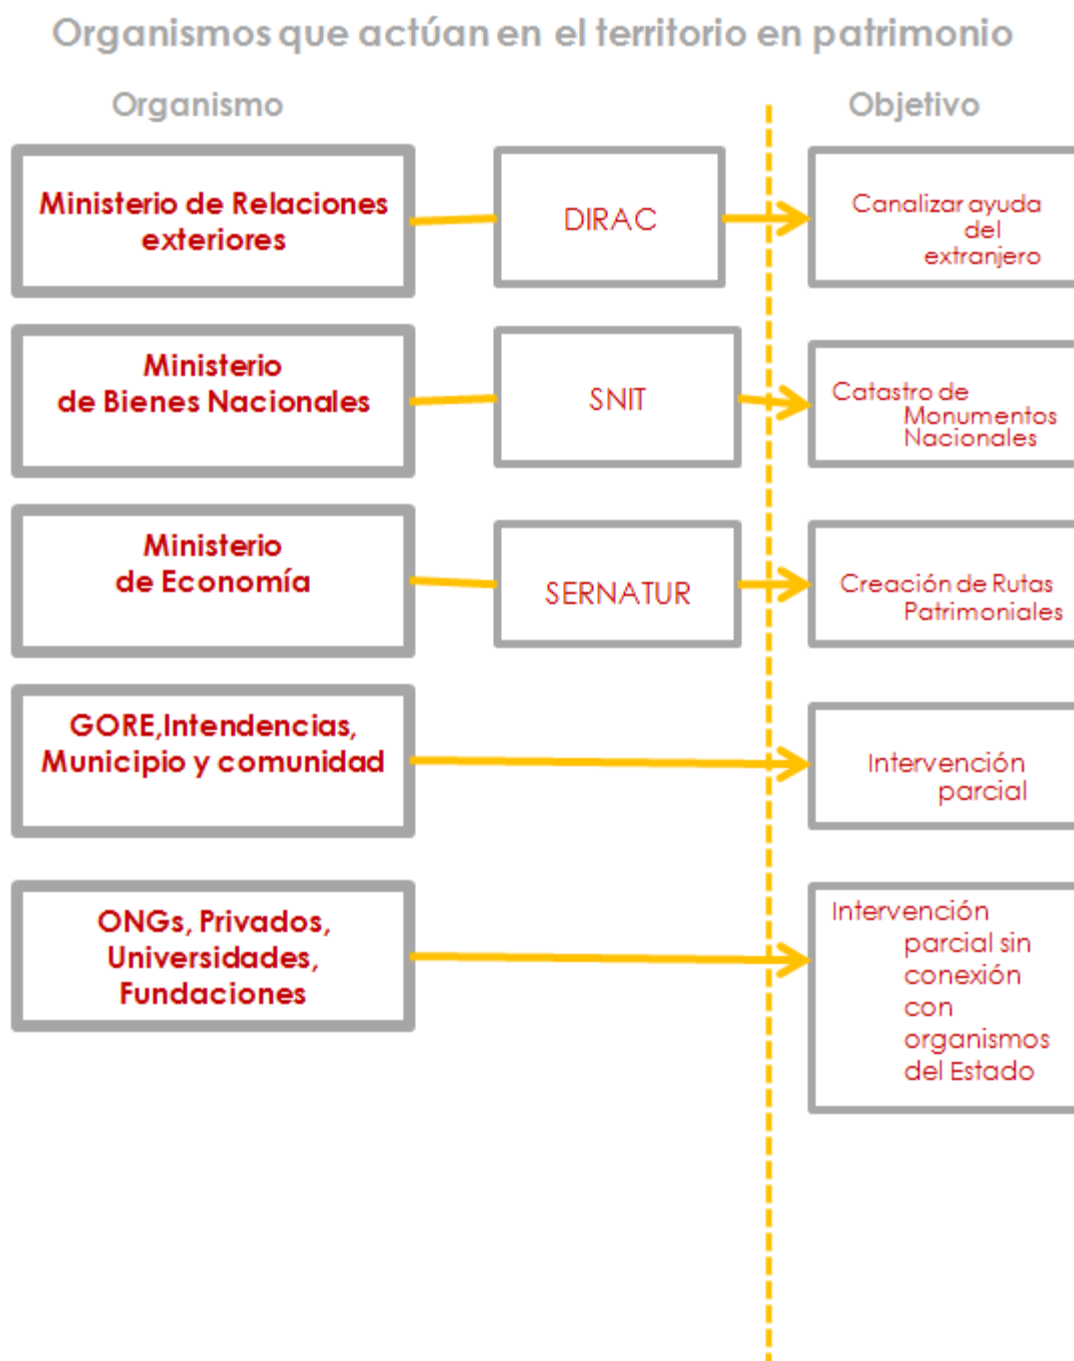 Organismos que actúan en el territorio en patrimonio
Organismo
Objetivo
Ministerio de Relaciones
exteriores
DIRAC
Canalizar ayuda
del
extranjero
Ministerio
de Bienes Nacionales
SNIT
Catastro de
Monumentos
Nacionales
Ministerio
de Economía
SERNATUR
Creación de Rutas
Patrimoniales
GORE,Intendencias,
Municipio y comunidad
Intervención
parcial
ONGs, Privados,
Universidades,
Fundaciones
Intervención
parcial sin
conexión
con
organismos
del Estado